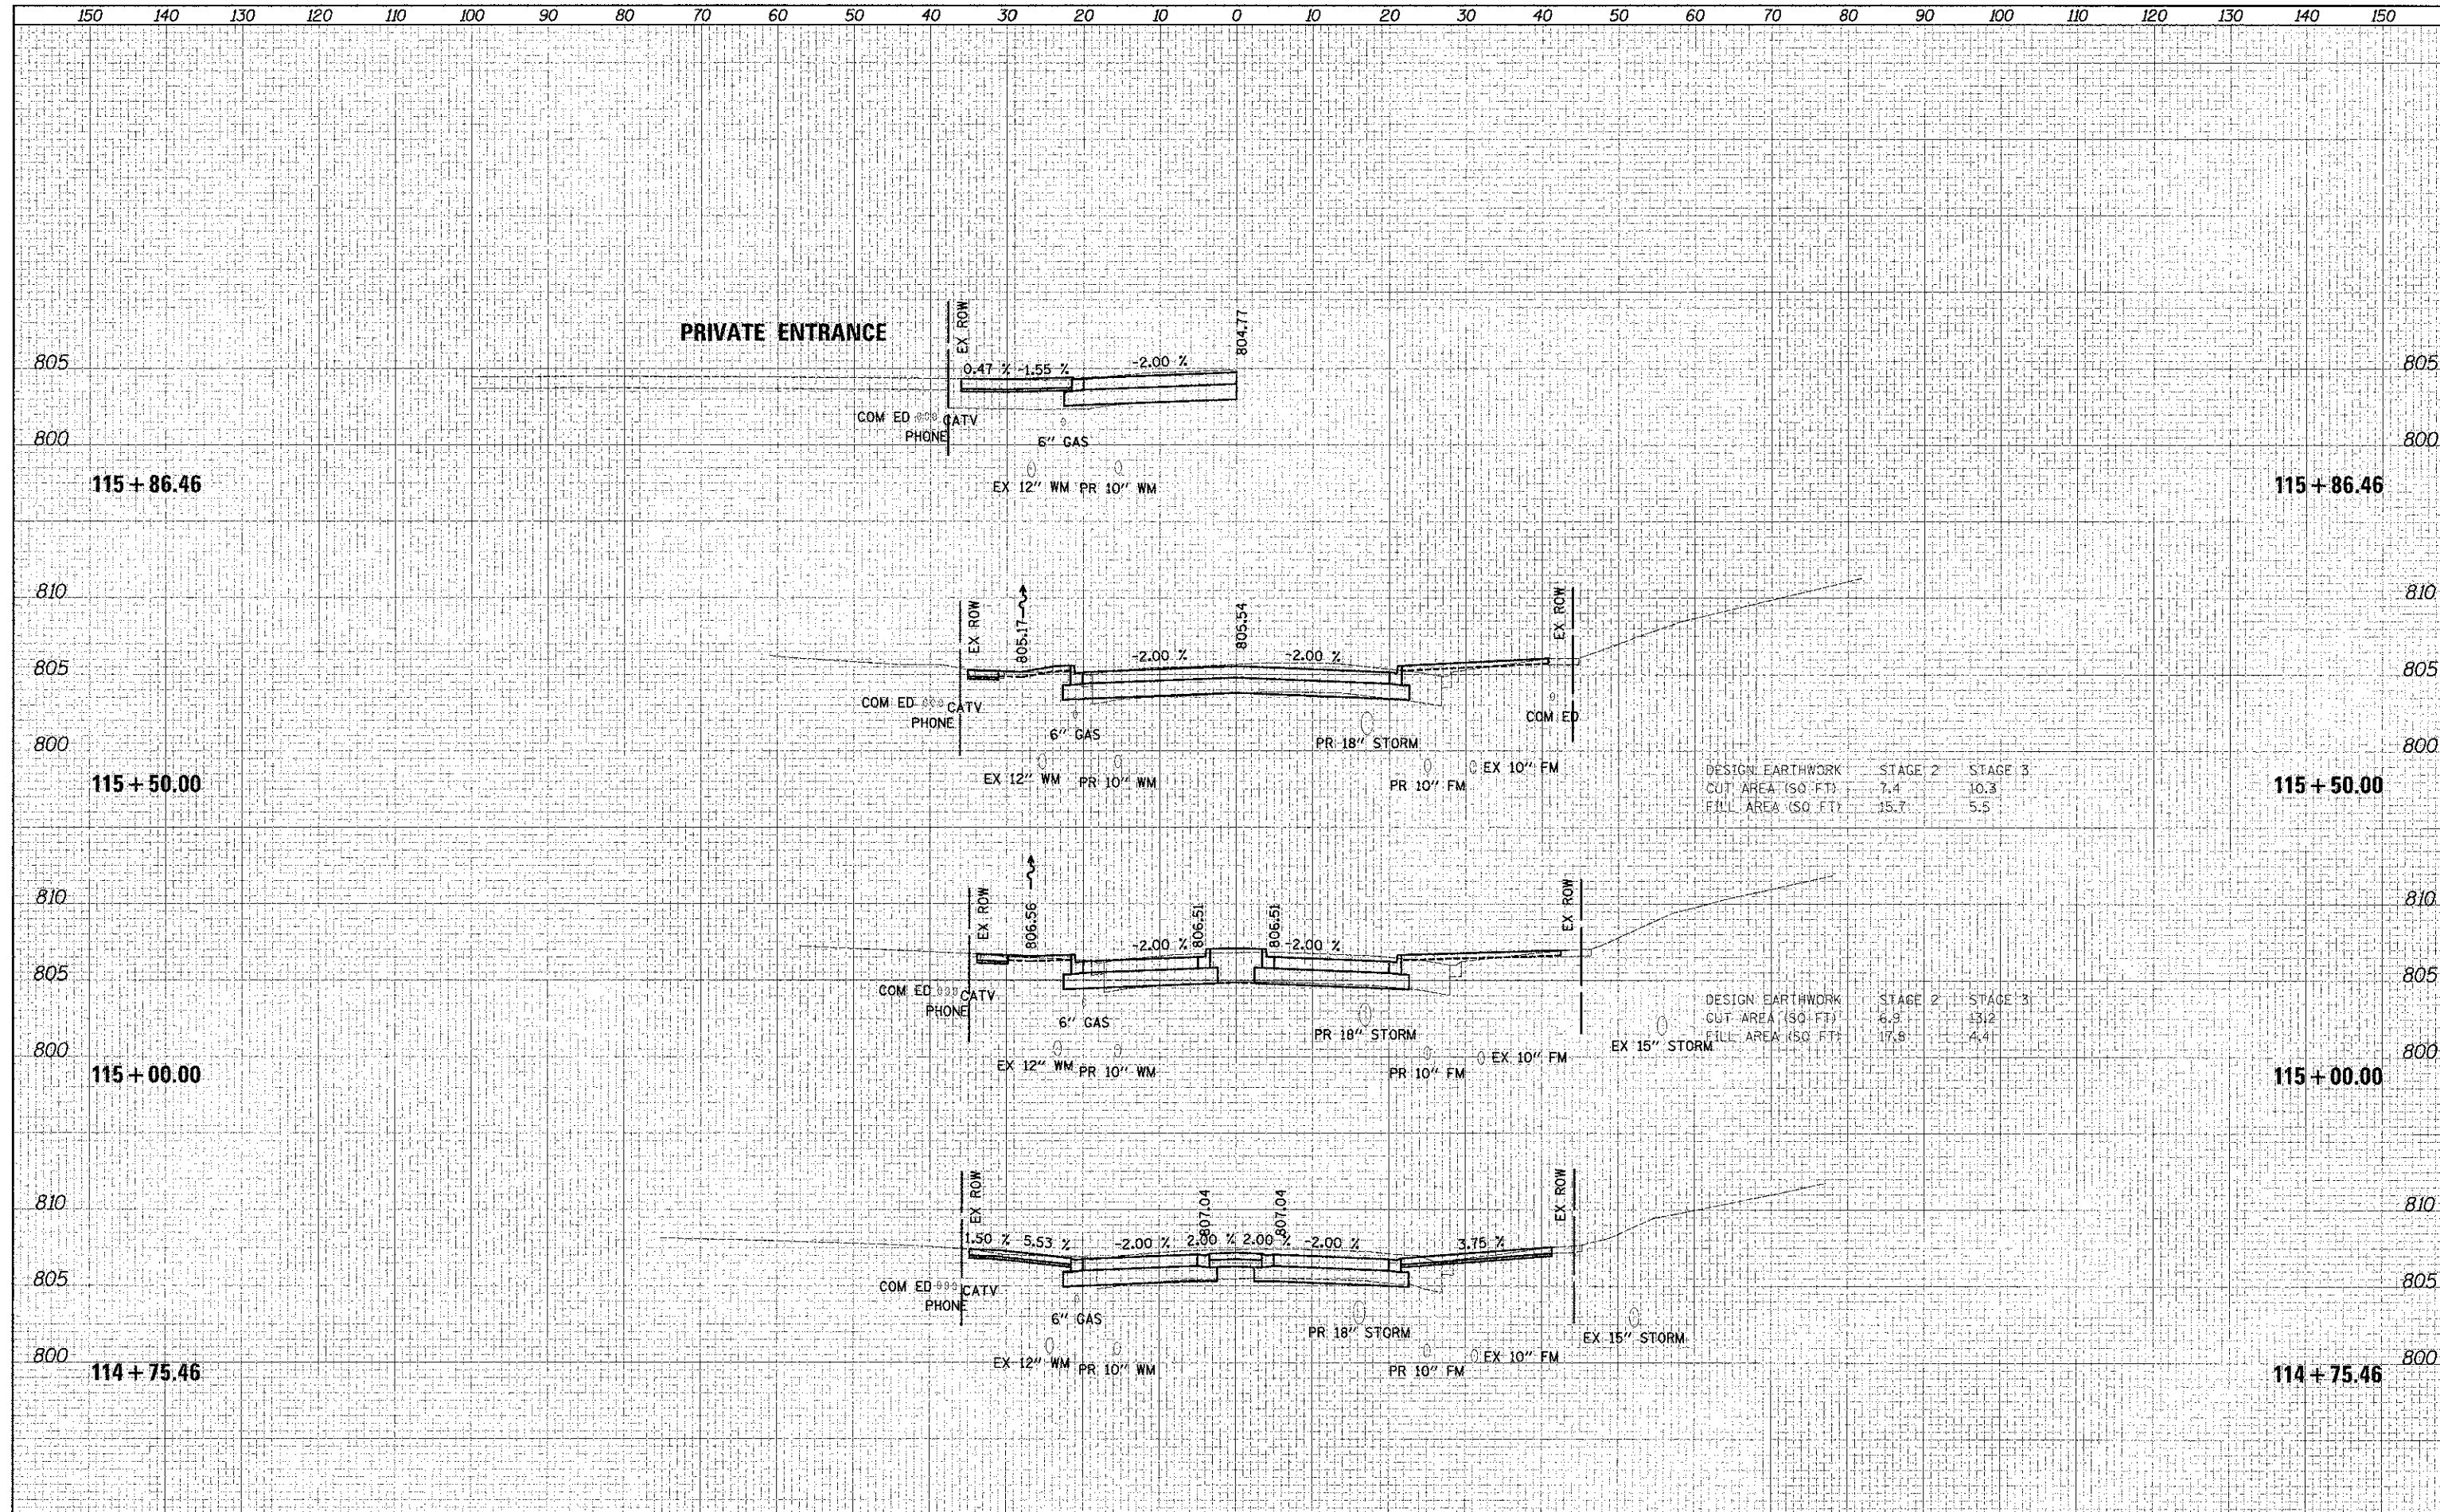 150 140 130 120 110 100 90 80 70 60 50 40 30 20 10 0 10 20 30 40 50 60 70 80 90 100 110 120 130 140 150
804.77
EX ROW
PRIVATE ENTRANCE
805 0.47 % -1.55 % -2.00 % 805
COM ED CATV
PHONE
800 6" GAS 800
115+86.46 EX 12" WM PR 10" WM 115+86.46
810 810
EX ROW 805.17 805.54 EX ROW
-2.00 % -2.00 %
805 805
COM ED CATV
PHONE
COM ED
6" GAS PR 18" STORM
800 800
EX 12" WM PR 10" WM PR 10" FM EX 10" FM
115+50.00 115+50.00
DESIGN EARTHWORK STAGE 2 STAGE 3
CUT AREA (SQ FT) 7.4 10.3
FILL AREA (SQ FT) 15.7 5.5
810 810
EX ROW 806.56 806.51 806.51 EX ROW
-2.00 % -2.00 %
805 805
COM ED CATV
PHONE
6" GAS PR 18" STORM EX 15" STORM
DESIGN EARTHWORK STAGE 2 STAGE 3
CUT AREA (SQ FT) 6.9 13.2
FILL AREA (SQ FT) 17.8 4.4
800 800
EX 12" WM PR 10" WM PR 10" FM EX 10" FM
115+00.00 115+00.00
810 810
EX ROW 807.04 807.04 EX ROW
1.50 % 5.53 % -2.00 % 2.00 % 2.00 % -2.00 % 3.75 %
805 805
COM ED CATV
PHONE
6" GAS PR 18" STORM EX 15" STORM
800 800
EX 12" WM PR 10" WM PR 10" FM EX 10" FM
114+75.46 114+75.46